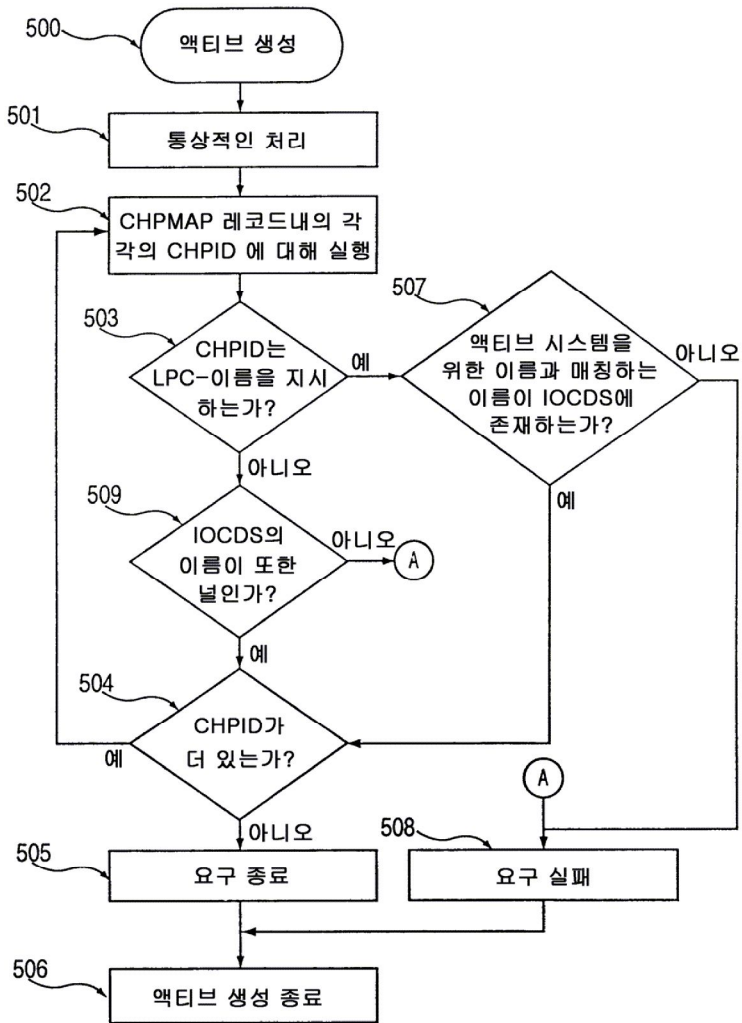 500
액티브 생성
501
통상적인 처리
502
CHPMAP 레코드내의 각
각의 CHPID 에 대해 실행
503
CHPID는
LPC-이름을 지시
하는가?
예
507
액티브 시스템을
위한 이름과 매칭하는
이름이 IOCDS에
존재하는가?
아니오
아니오
예
509
IOCDS의
이름이 또한
널인가?
아니오
A
예
504
CHPID가
더 있는가?
예
아니오
A
505
요구 종료
508
요구 실패
506
액티브 생성 종료